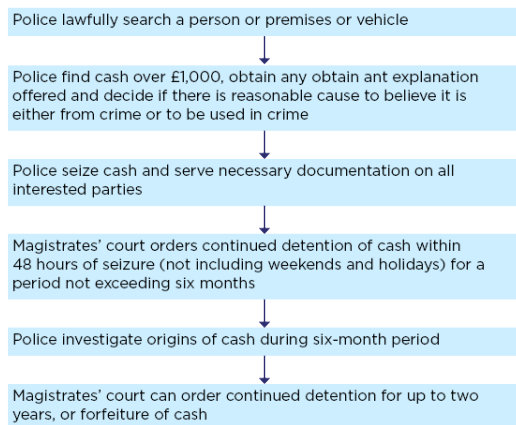 Police lawfully search a person or premises or vehicle
Police find cash over £1,000, obtain any obtain ant explanation
offered and decide if there is reasonable cause to believe it is
either from crime or to be used in crime
Police seize cash and serve necessary documentation on all
interested parties
Magistrates’ court orders continued detention of cash within
48 hours of seizure (not including weekends and holidays) for a
period not exceeding six months
Police investigate origins of cash during six-month period
Magistrates’ court can order continued detention for up to two
years, or forfeiture of cash